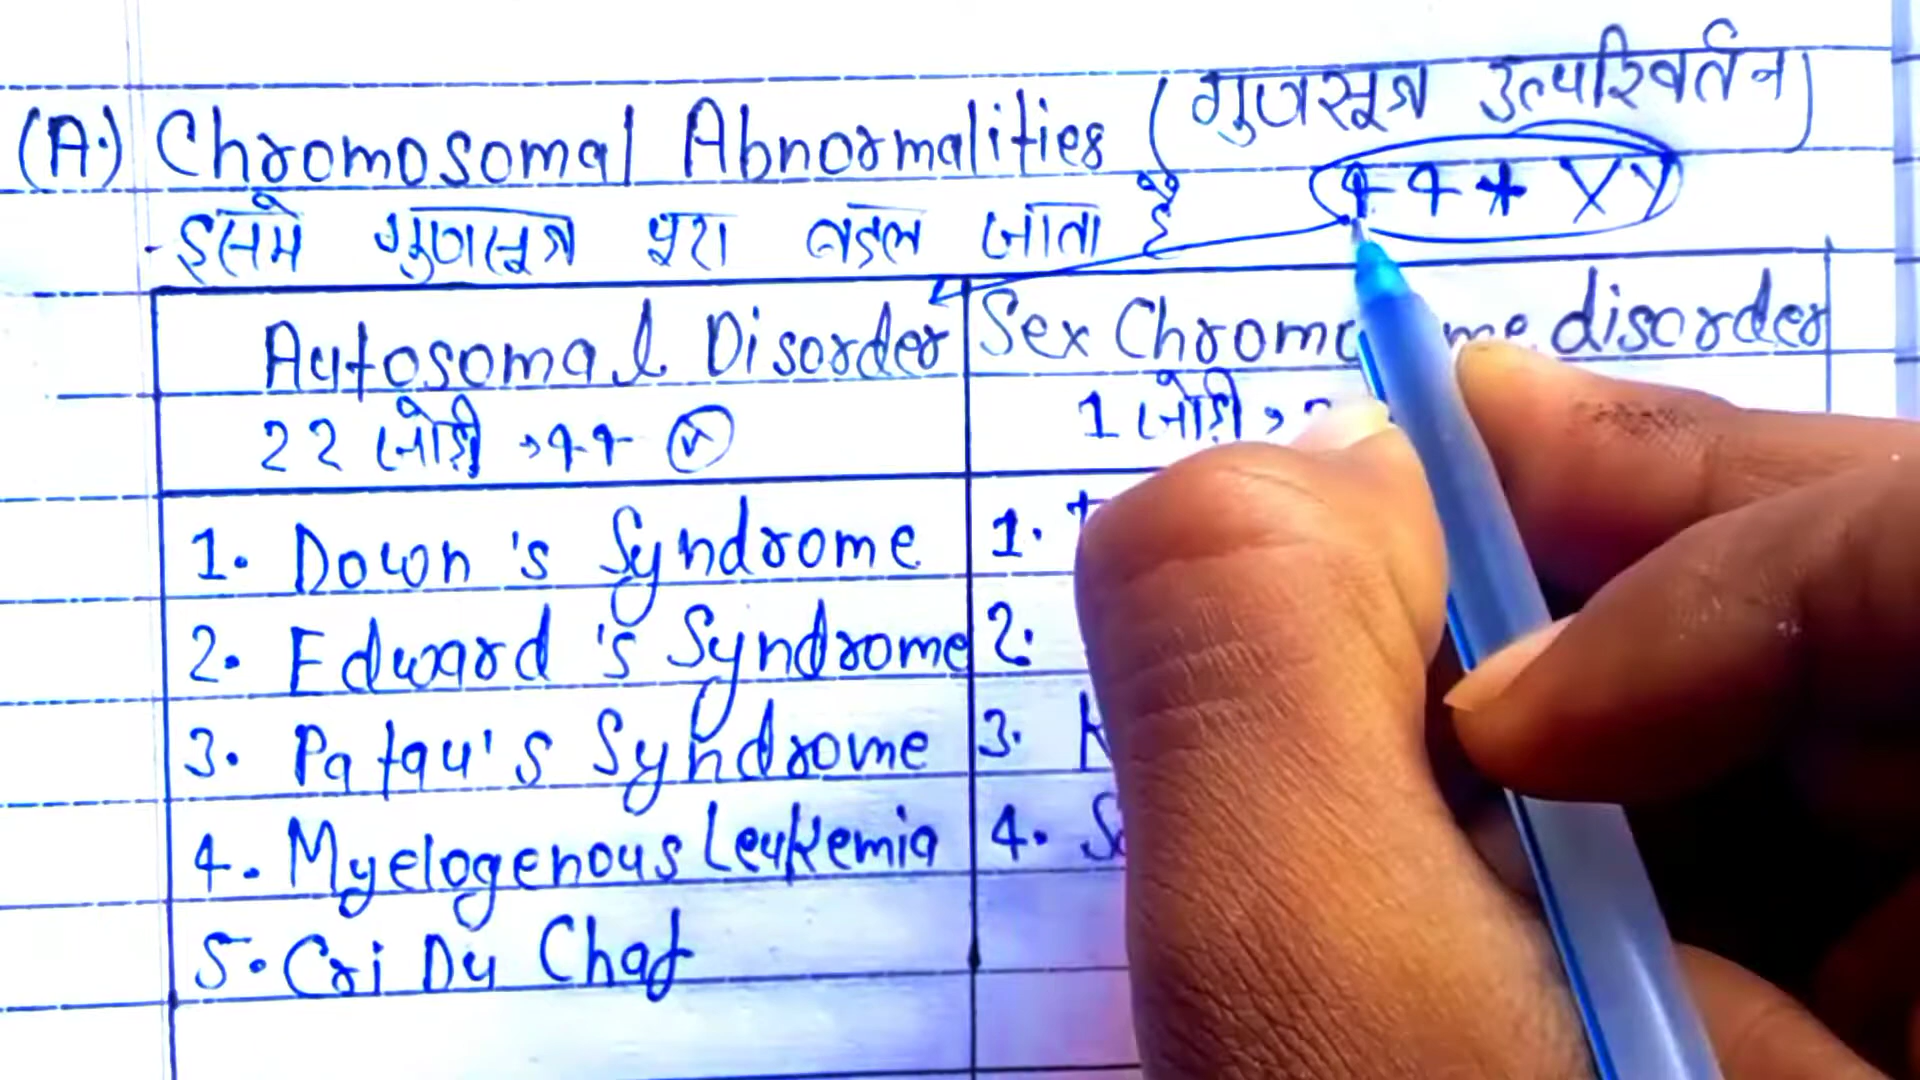 (A.) Chromosomal Abnormalities (गुणसूत्र उत्परिवर्तन)
44 + XY
- इसमे गुणसूत्र पूरा बदल जाता है
Autosomal Disorder
22 जोड़ी → 44
1. Down's Syndrome
2. Edward's Syndrome
3. Patau's Syndrome
4. Myelogenous Leukemia
5. Cri Du Chat
Sex disorder
1 जोड़ी →
1.
2.
3.
4.